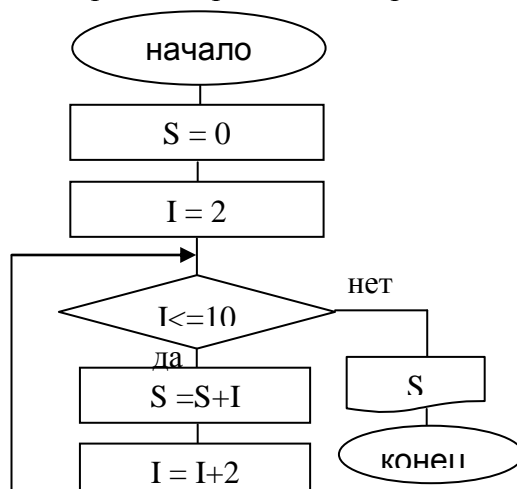 начало
S = 0
I = 2
I<=10
нет
да
S
S =S+I
конец
I = I+2